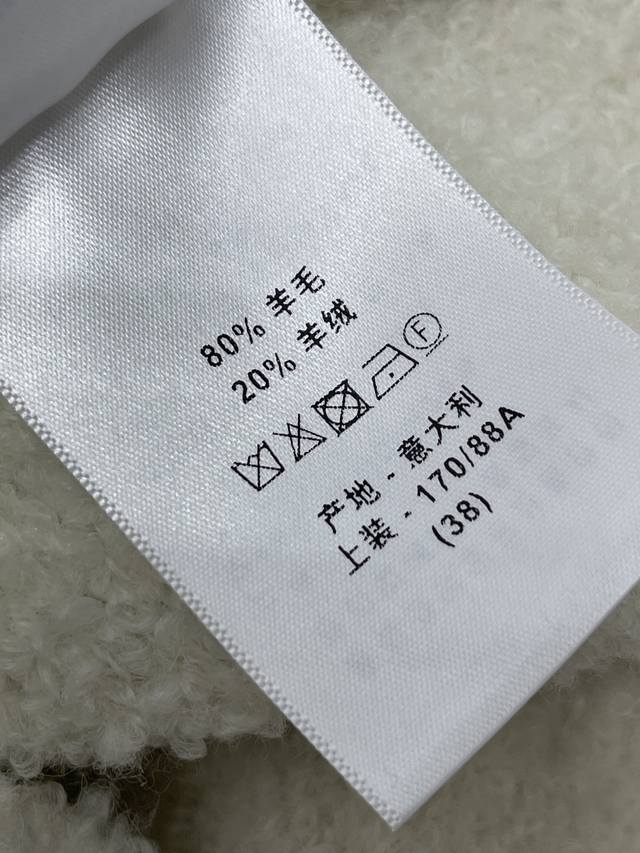 80% 羊毛
20% 羊绒
F
产地 - 意大利
上装 - 170/88A
(38)